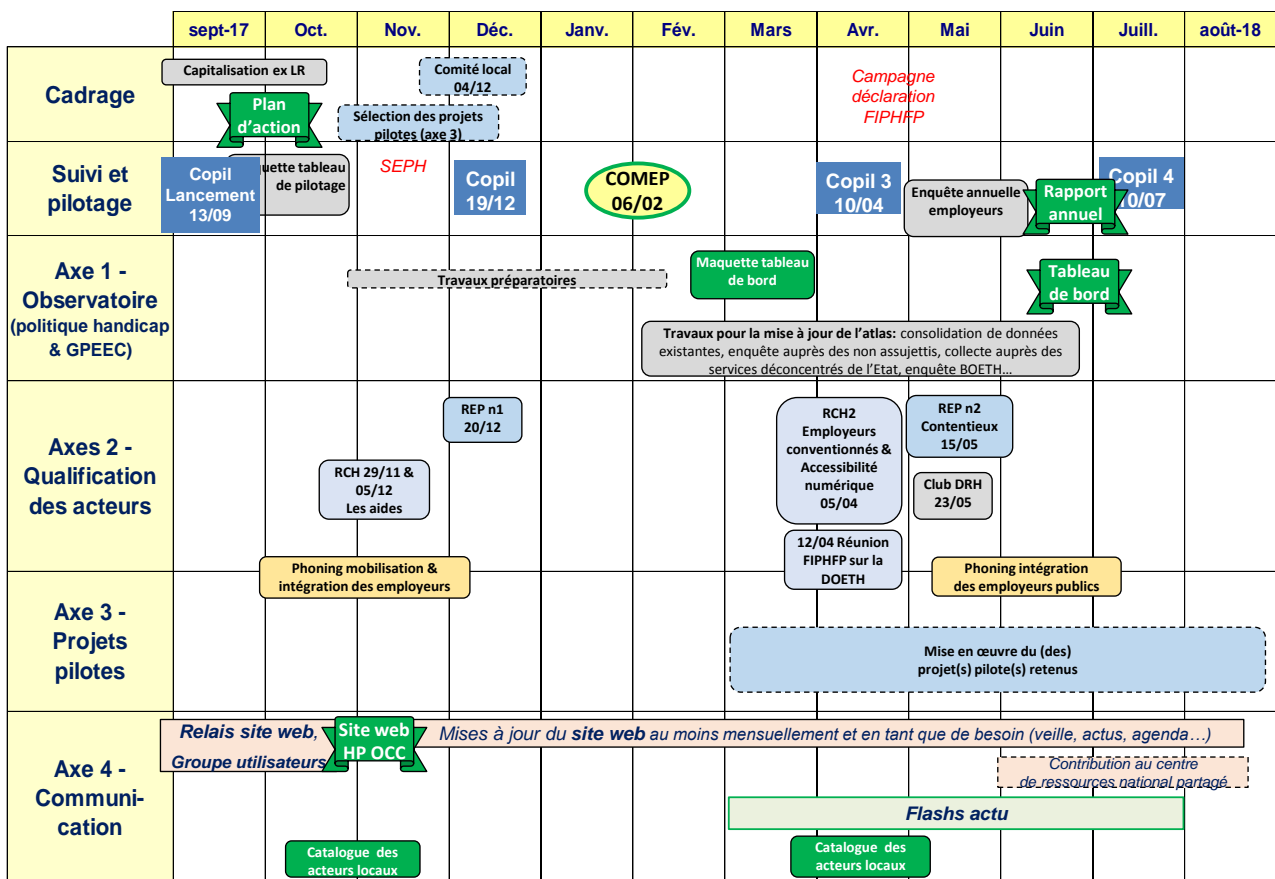 sept-17 Oct. Nov. Déc. Janv. Fév. Mars Avr. Mai Juin Juill. août-18
Cadrage
Capitalisation ex LR
Plan
d'action
Comité local
04/12
Sélection des projets
pilotes (axe 3)
Campagne
déclaration
FIPHFP
Suivi et
pilotage
Copil
Lancement
13/09
quette tableau
de pilotage
SEPH
Copil
19/12
COMEP
06/02
Copil 3
10/04
Enquête annuelle
employeurs
Rapport
annuel
Copil 4
10/07
Axe 1 -
Observatoire
(politique handicap
& GPEEC)
Travaux préparatoires
Maquette tableau
de bord
Tableau
de bord
Travaux pour la mise à jour de l'atlas: consolidation de données
existantes, enquête auprès des non assujettis, collecte auprès des
services déconcentrés de l'Etat, enquête BOETH…
Axes 2 -
Qualification
des acteurs
REP n1
20/12
RCH 29/11 &
05/12
Les aides
RCH2
Employeurs
conventionnés &
Accessibilité
numérique
05/04
REP n2
Contentieux
15/05
Club DRH
23/05
12/04 Réunion
FIPHFP sur la
DOETH
Phoning mobilisation &
intégration des employeurs
Phoning intégration
des employeurs publics
Axe 3 -
Projets
pilotes
Mise en œuvre du (des)
projet(s) pilote(s) retenus
Axe 4 -
Communi-
cation
Relais site web,
Groupe utilisateurs
Site web
HP OCC
Mises à jour du site web au moins mensuellement et en tant que de besoin (veille, actus, agenda…)
Contribution au centre
de ressources national partagé
Flashs actu
Catalogue des
acteurs locaux
Catalogue des
acteurs locaux